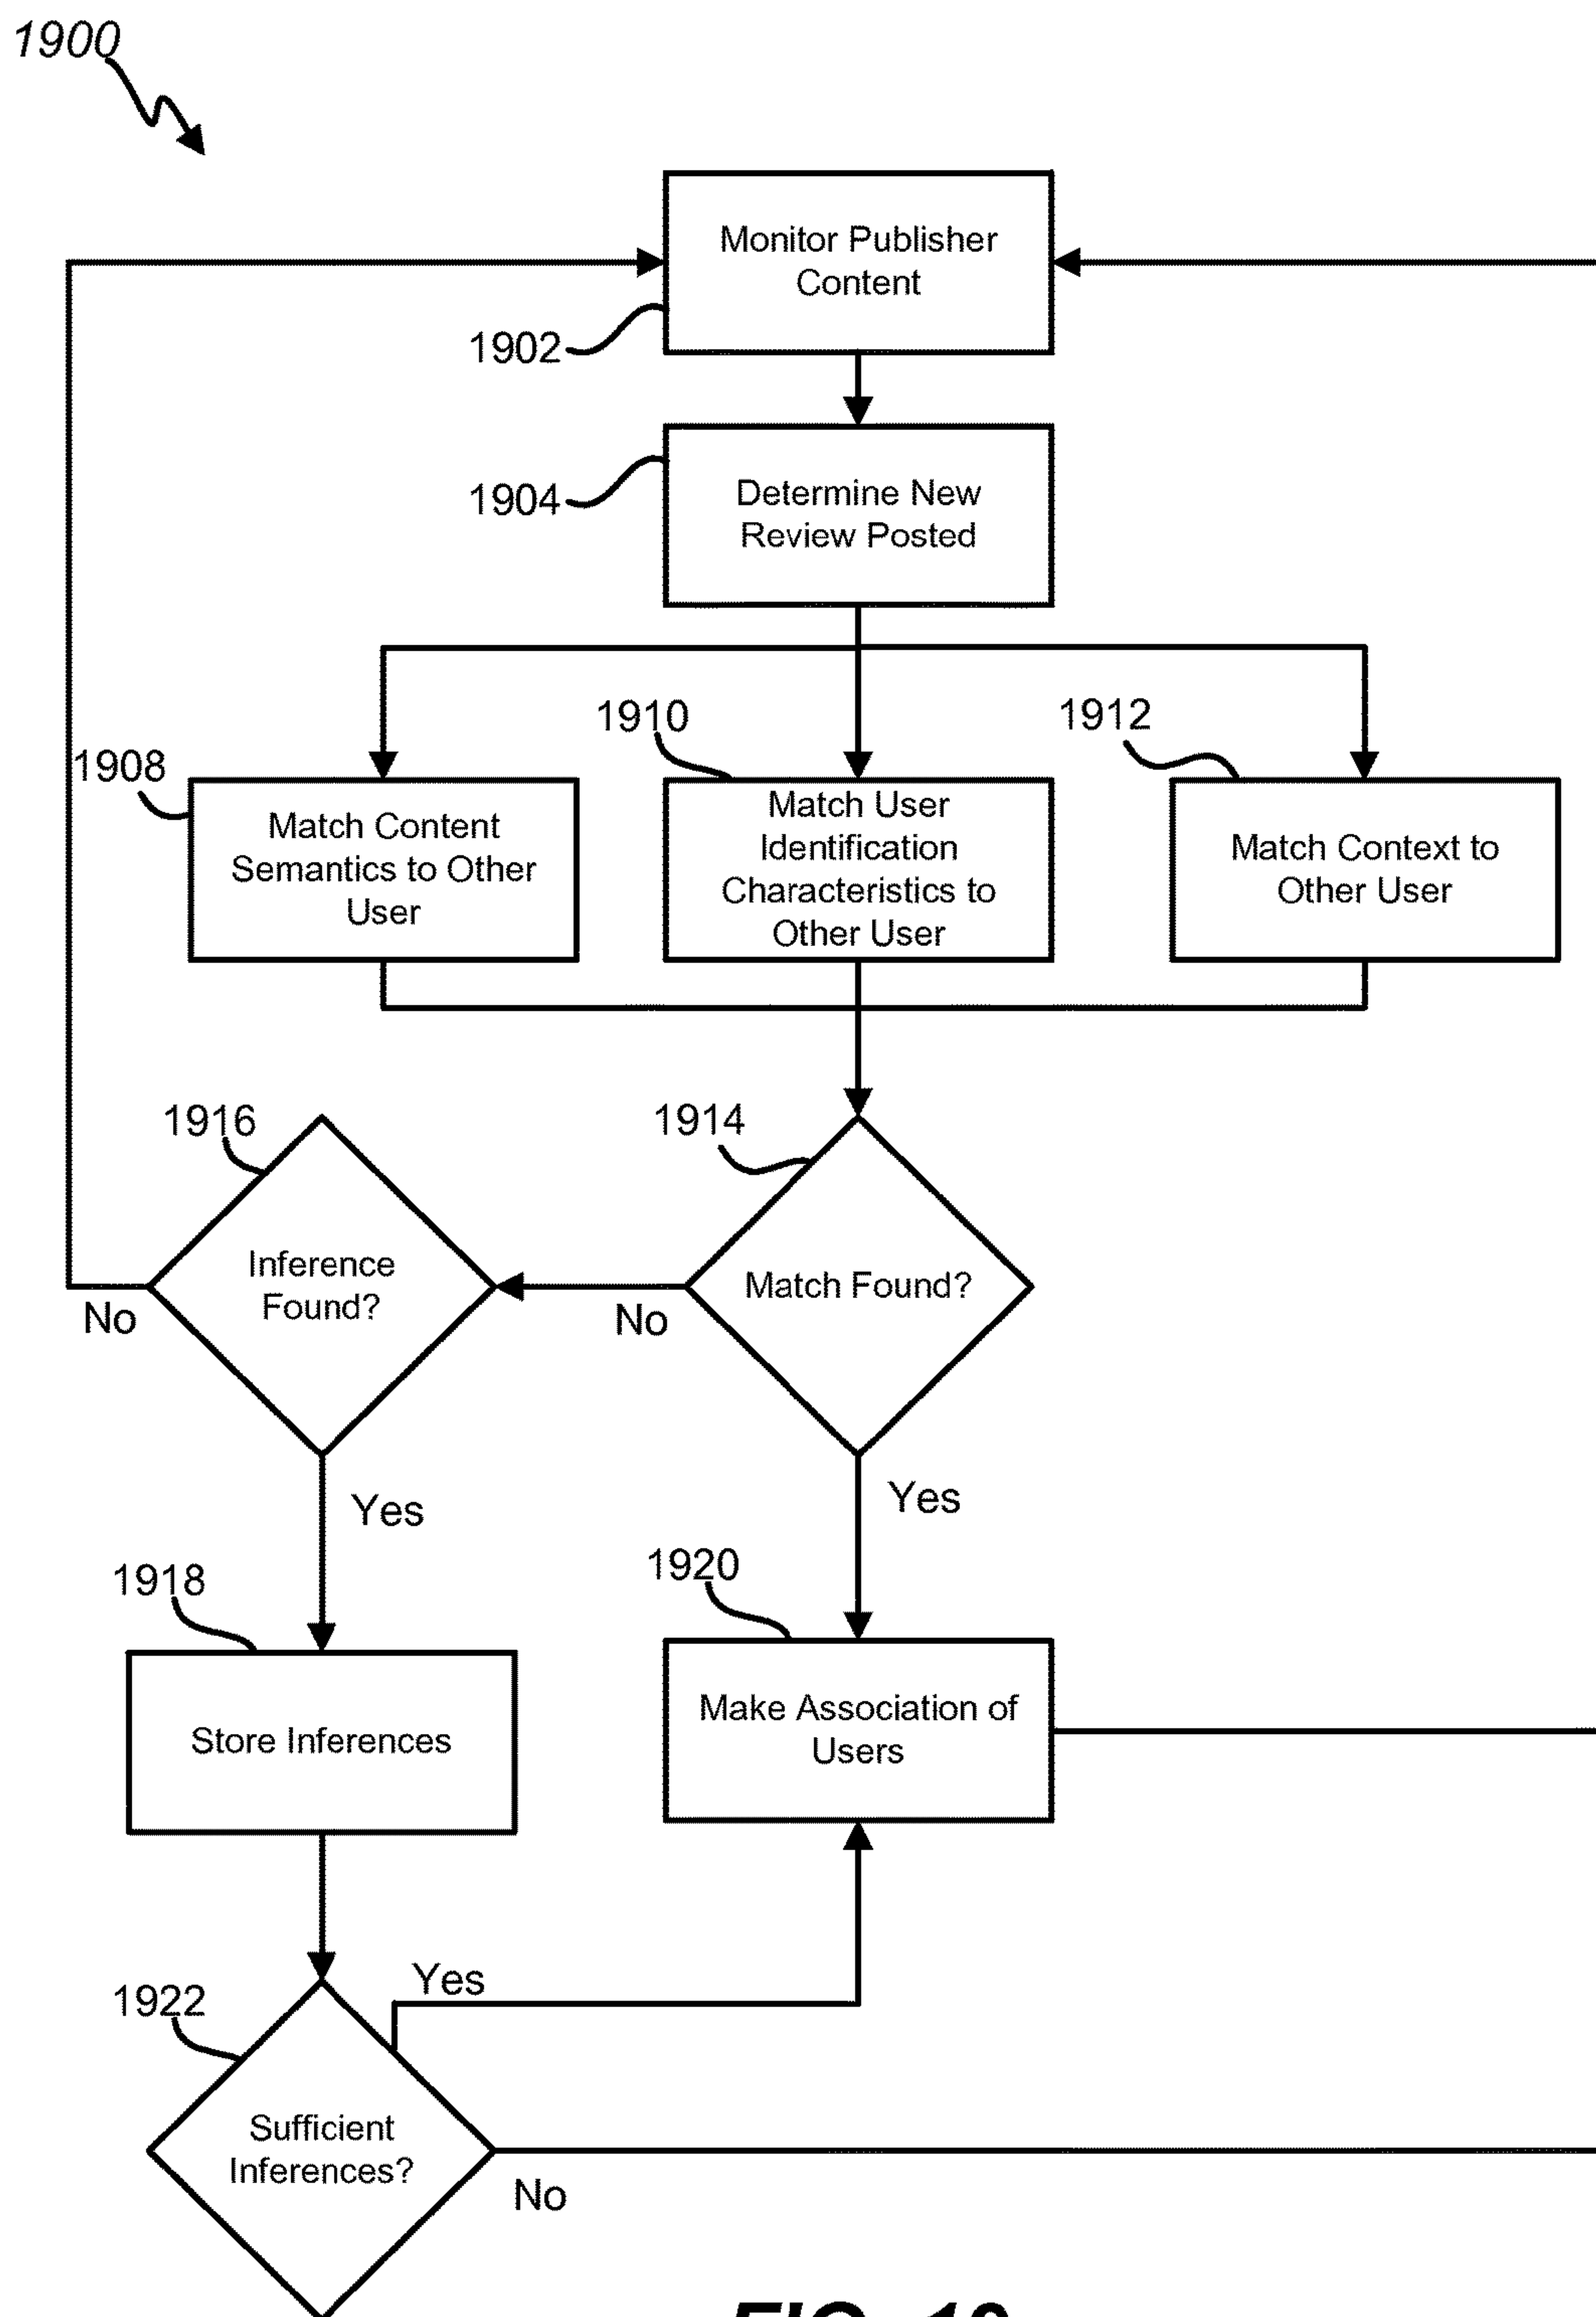 1900
Monitor Publisher
Content
1902
Determine New
Review Posted
1904
1908
1910
1912
Match Content
Semantics to Other
User
Match User
Identification
Characteristics to
Other User
Match Context to
Other User
1916
1914
Inference
Found?
Match Found?
No
No
Yes
Yes
1918
1920
Store Inferences
Make Association of
Users
Yes
1922
Sufficient
Inferences?
No